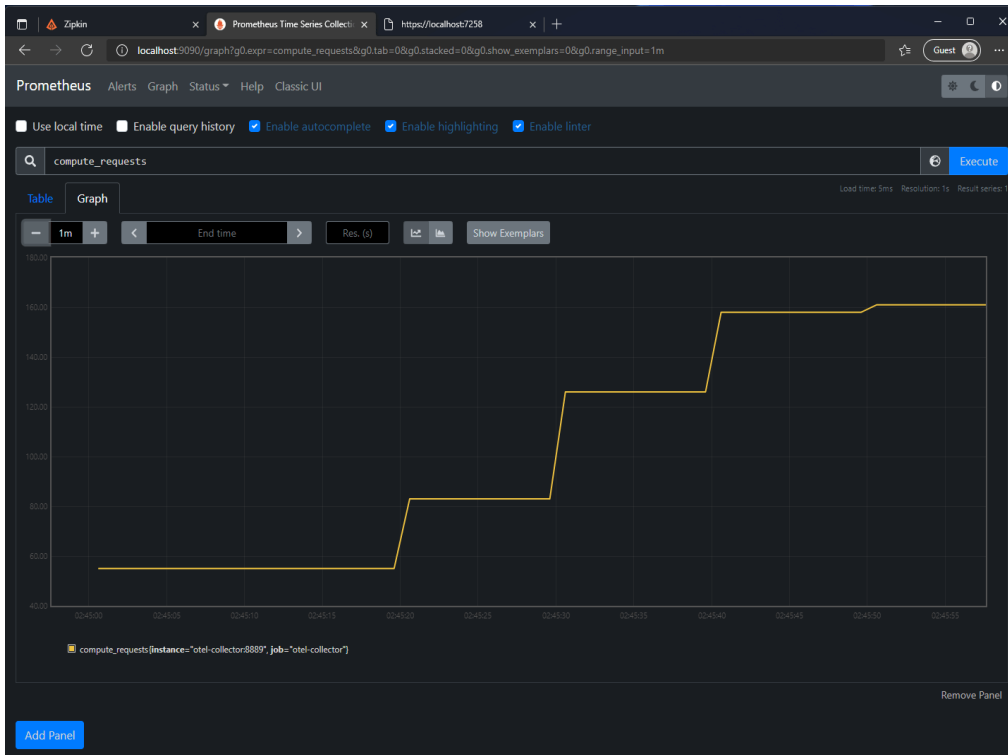 Zipkin
Prometheus Time Series Collecti
https://localhost:7258
localhost:9090/graph?g0.expr=compute_requests&g0.tab=0&g0.stacked=0&g0.show_exemplars=0&g0.range_input=1m
Guest
Prometheus Alerts Graph Status Help Classic UI
Use local time Enable query history Enable autocomplete Enable highlighting Enable linter
compute_requests Execute
Load time: 5ms Resolution: 1s Result series: 1
Table Graph
1m End time Res. (s) Show Exemplars
180.00
160.00
140.00
120.00
100.00
80.00
60.00
40.00
02:45:00 02:45:05 02:45:10 02:45:15 02:45:20 02:45:25 02:45:30 02:45:35 02:45:40 02:45:45 02:45:50 02:45:55
compute_requests{instance="otel-collector:8889", job="otel-collector"}
Remove Panel
Add Panel